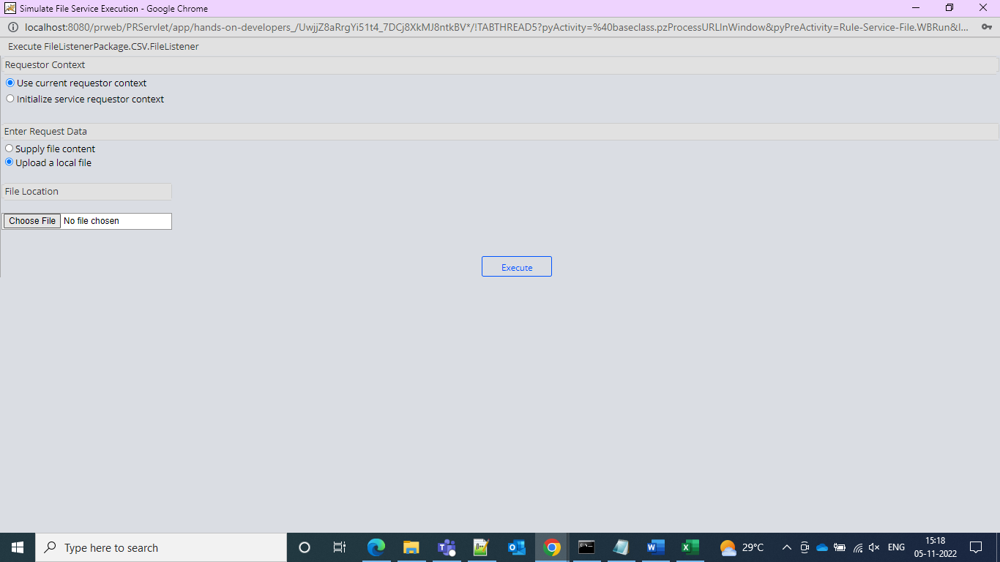 Simulate File Service Execution - Google Chrome
localhost:8080/prweb/PRServlet/app/hands-on-developers_/UwjjZ8aRrgYi51t4_7DCj8XkMJ8ntkBV*/!TABTHREAD5?pyActivity=%40baseclass.pzProcessURLInWindow&pyPreActivity=Rule-Service-File.WBRun&I...
Execute FileListenerPackage.CSV.FileListener
Requestor Context
Use current requestor context
Initialize service requestor context
Enter Request Data
Supply file content
Upload a local file
File Location
Choose File No file chosen
Execute
Type here to search
29°C
ENG
15:18
05-11-2022